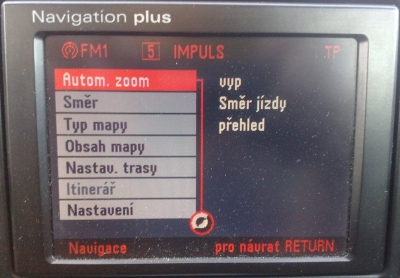 Navigation plus
FM1 5 IMPULS TP
Autom. zoom vyp
Směr Směr jízdy
Typ mapy přehled
Obsah mapy
Nastav. trasy
Itinerář
Nastavení
Navigace pro návrat RETURN